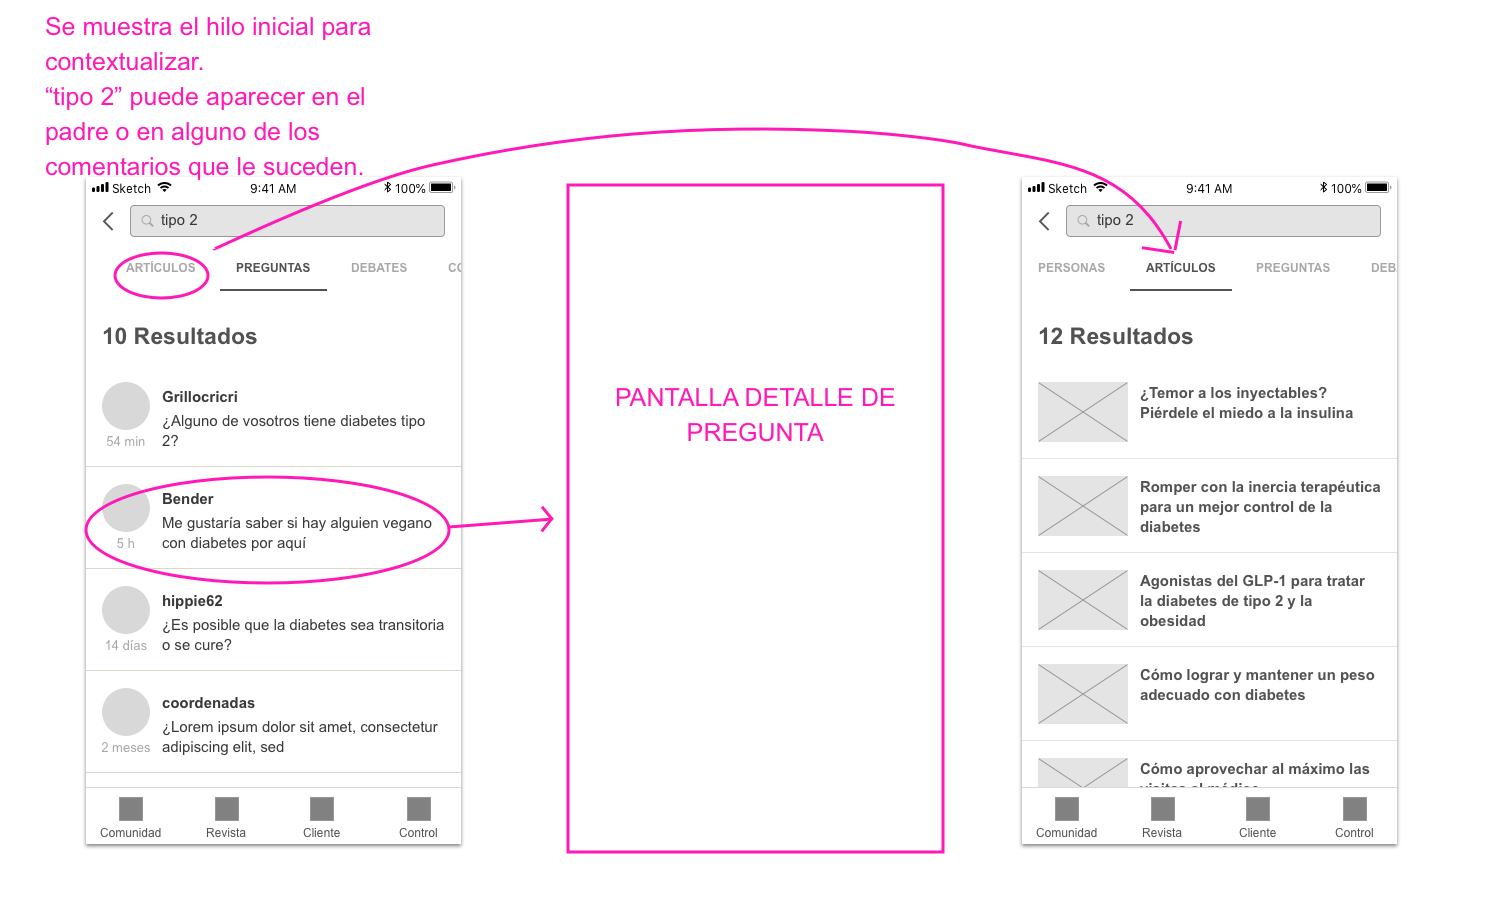 Se muestra el hilo inicial para
contextualizar.
“tipo 2” puede aparecer en el
padre o en alguno de los
comentarios que le suceden.
Sketch 9:41 AM 100%
tipo 2
ARTÍCULOS PREGUNTAS DEBATES
10 Resultados
Grillocricri
¿Alguno de vosotros tiene diabetes tipo
2?
54 min
Bender
Me gustaría saber si hay alguien vegano
con diabetes por aquí
5 h
hippie62
¿Es posible que la diabetes sea transitoria
o se cure?
14 días
coordenadas
¿Lorem ipsum dolor sit amet, consectetur
adipiscing elit, sed
2 meses
Comunidad Revista Cliente Control
PANTALLA DETALLE DE
PREGUNTA
Sketch 9:41 AM 100%
tipo 2
PERSONAS ARTÍCULOS PREGUNTAS DEB
12 Resultados
¿Temor a los inyectables?
Piérdele el miedo a la insulina
Romper con la inercia terapéutica
para un mejor control de la
diabetes
Agonistas del GLP-1 para tratar
la diabetes de tipo 2 y la
obesidad
Cómo lograr y mantener un peso
adecuado con diabetes
Cómo aprovechar al máximo las
Comunidad Revista Cliente Control